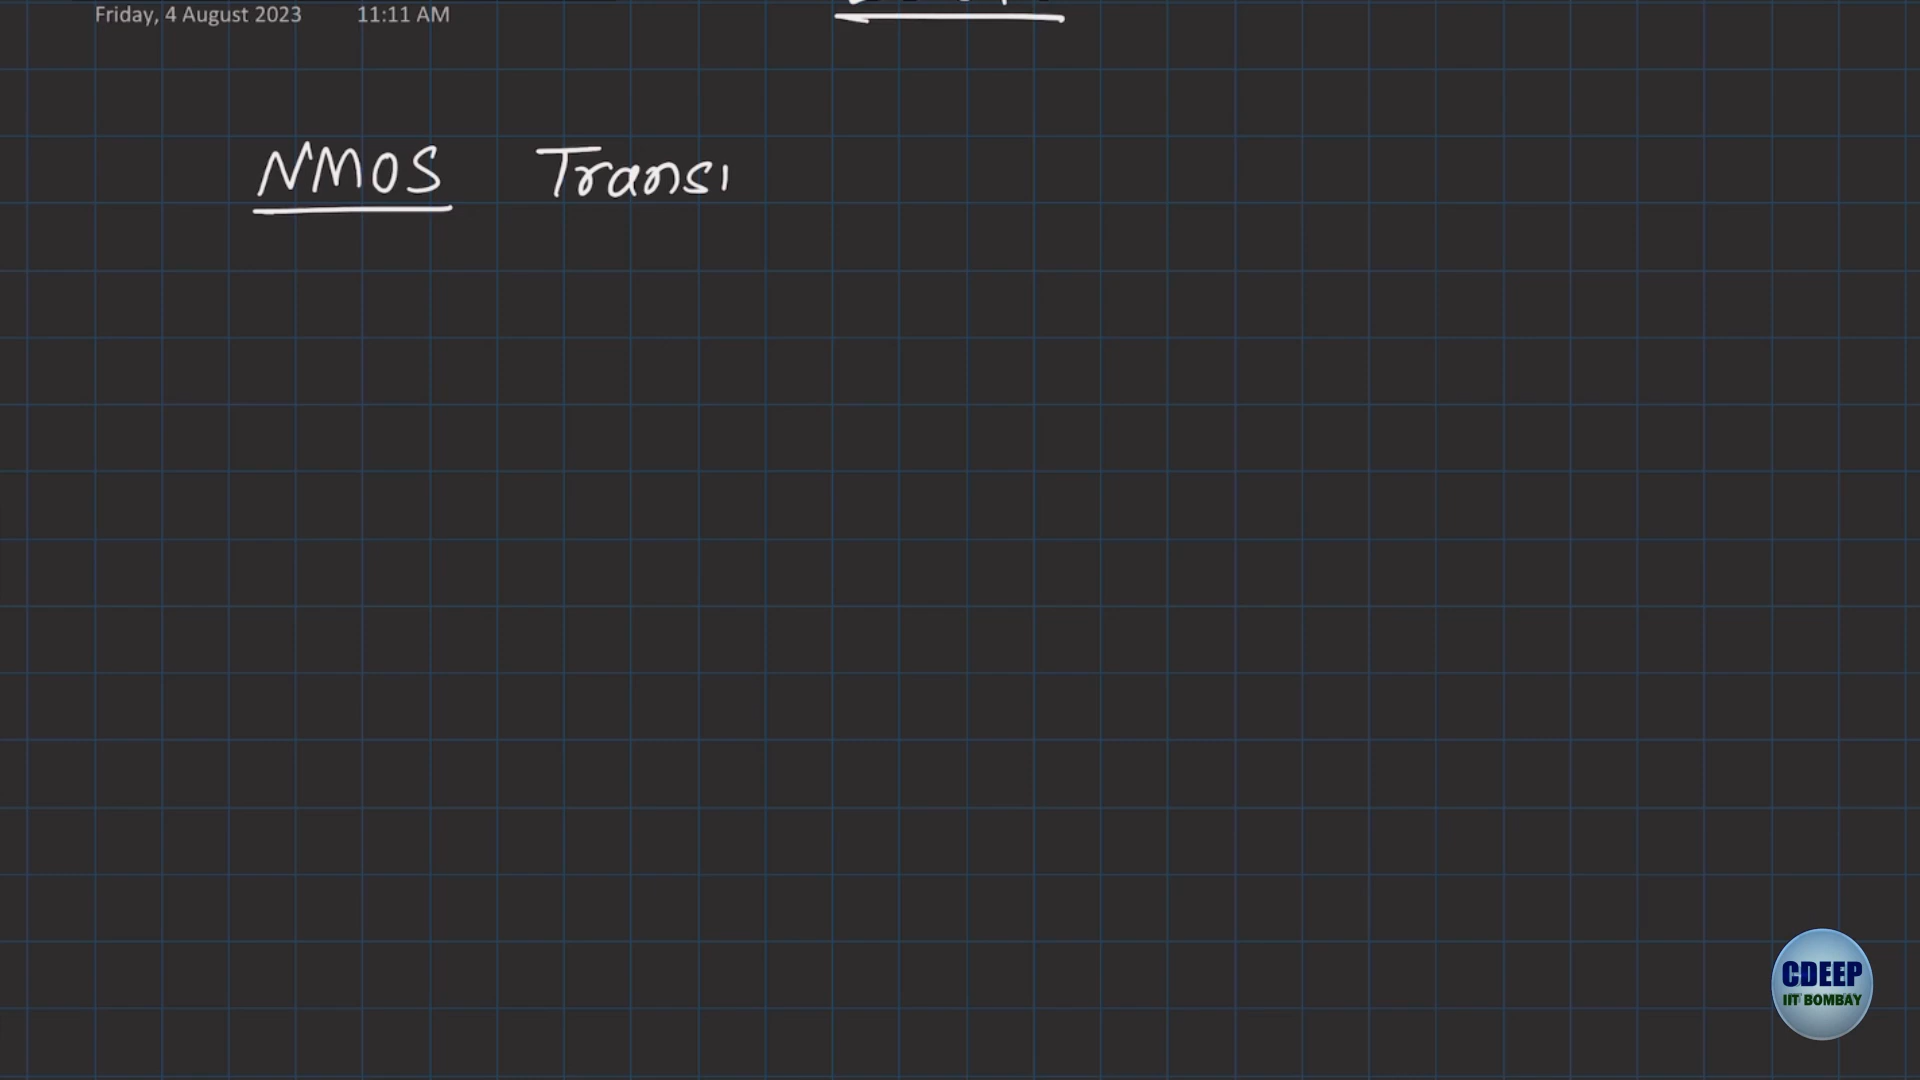 Friday, 4 August 2023 11:11 AM
NMOS Transi
CDEEP
IIT BOMBAY